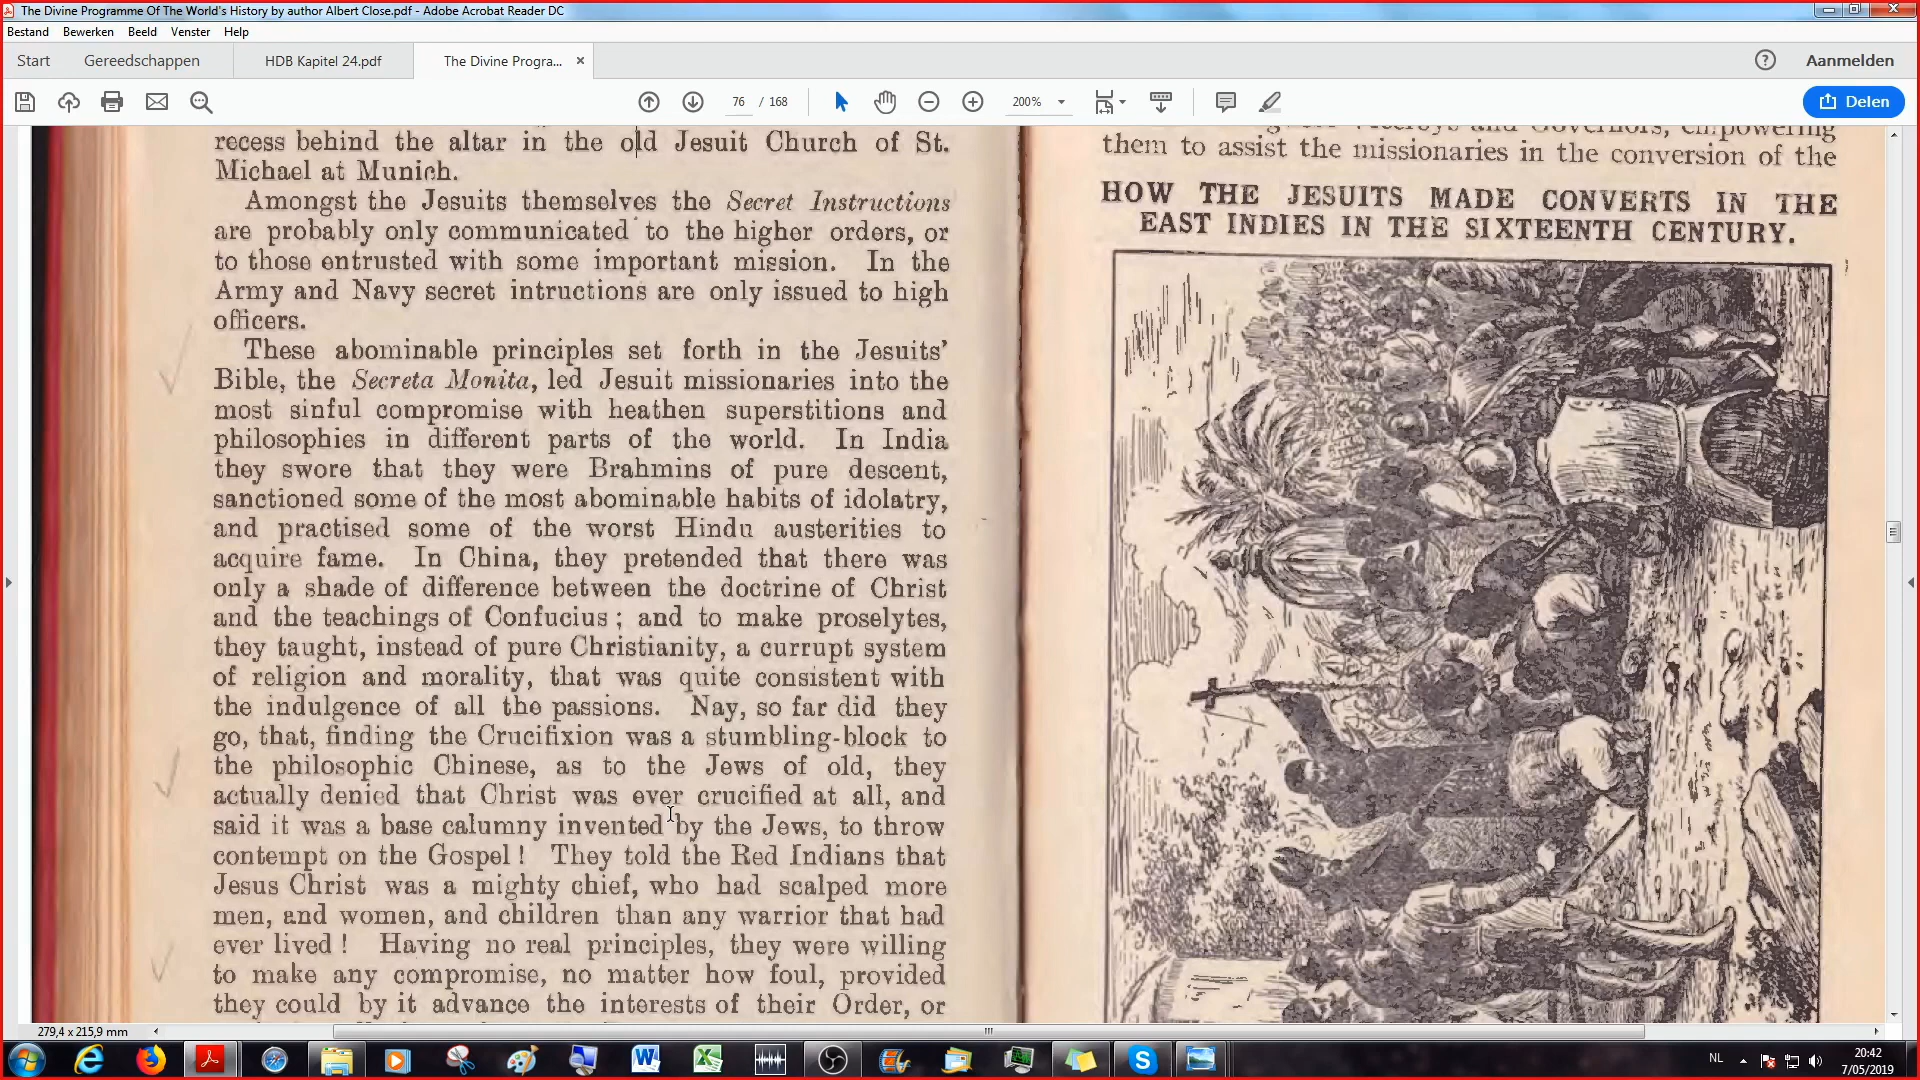 The Divine Programme Of The World's History by author Albert Close.pdf - Adobe Acrobat Reader DC
Bestand Bewerken Beeld Venster Help
Start Gereedschappen HDB Kapitel 24.pdf The Divine Progra... Aanmelden
76 / 168 200% Delen
recess behind the altar in the old Jesuit Church of St.
Michael at Munich.
Amongst the Jesuits themselves the Secret Instructions
are probably only communicated to the higher orders, or
to those entrusted with some important mission. In the
Army and Navy secret intructions are only issued to high
officers.
These abominable principles set forth in the Jesuits'
Bible, the Secreta Monita, led Jesuit missionaries into the
most sinful compromise with heathen superstitions and
philosophies in different parts of the world. In India
they swore that they were Brahmins of pure descent,
sanctioned some of the most abominable habits of idolatry,
and practised some of the worst Hindu austerities to
acquire fame. In China, they pretended that there was
only a shade of difference between the doctrine of Christ
and the teachings of Confucius ; and to make proselytes,
they taught, instead of pure Christianity, a currupt system
of religion and morality, that was quite consistent with
the indulgence of all the passions. Nay, so far did they
go, that, finding the Crucifixion was a stumbling-block to
the philosophic Chinese, as to the Jews of old, they
actually denied that Christ was ever crucified at all, and
said it was a base calumny invented by the Jews, to throw
contempt on the Gospel ! They told the Red Indians that
Jesus Christ was a mighty chief, who had scalped more
men, and women, and children than any warrior that had
ever lived ! Having no real principles, they were willing
to make any compromise, no matter how foul, provided
they could by it advance the interests of their Order, or
and Governors, empowering
them to assist the missionaries in the conversion of the
HOW THE JESUITS MADE CONVERTS IN THE
EAST INDIES IN THE SIXTEENTH CENTURY.
279,4 x 215,9 mm
NL
20:42
7/05/2019